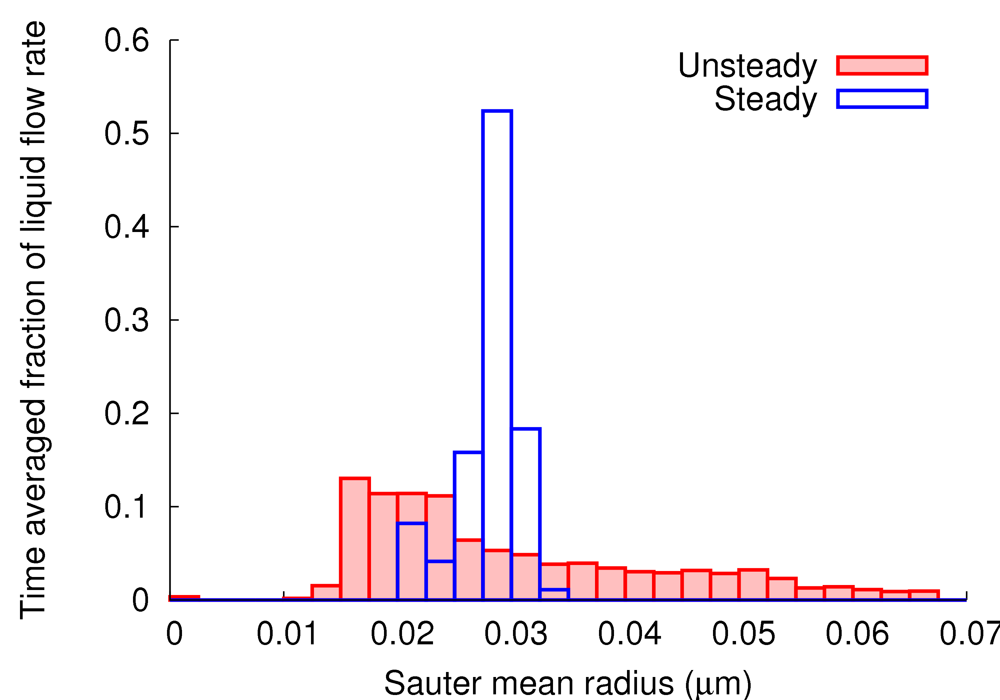 Time averaged fraction of liquid flow rate
0.6
0.5
0.4
0.3
0.2
0.1
0
Unsteady
Steady
0 0.01 0.02 0.03 0.04 0.05 0.06 0.07
Sauter mean radius (μm)